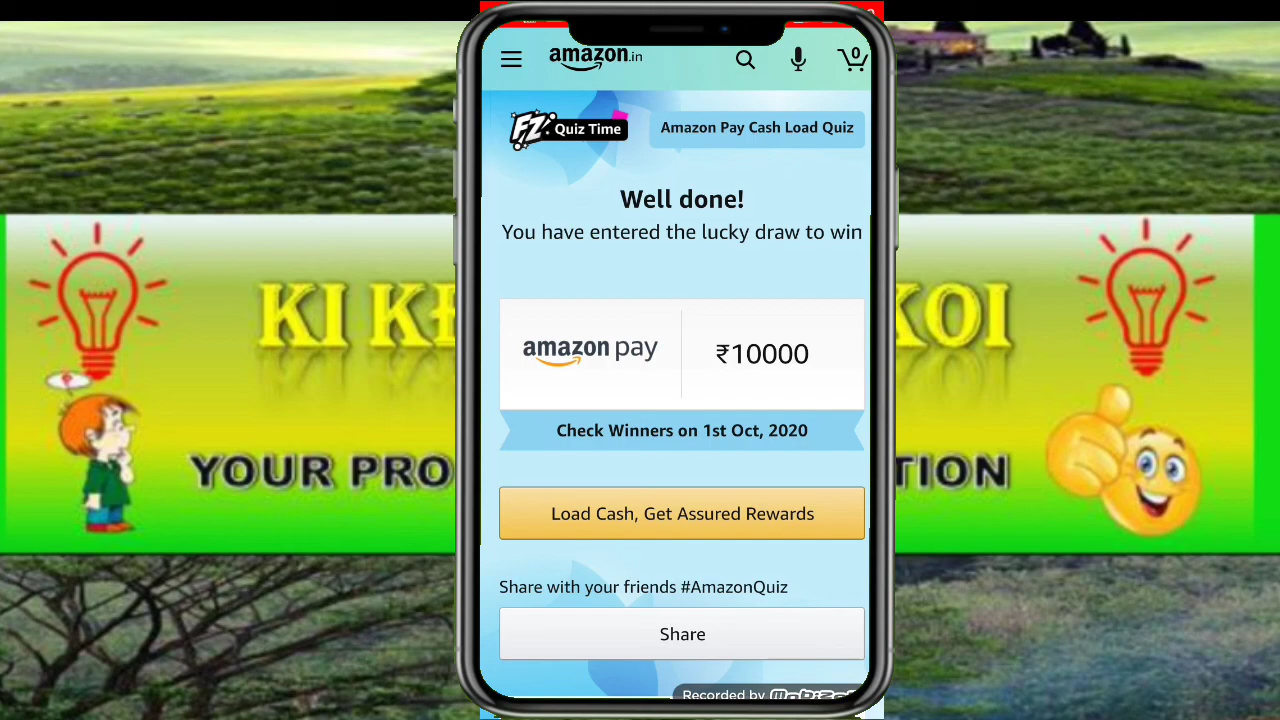 amazon.in
0
FZ Quiz Time
Amazon Pay Cash Load Quiz
Well done!
You have entered the lucky draw to win
amazon pay
₹10000
Check Winners on 1st Oct, 2020
Load Cash, Get Assured Rewards
Share with your friends #AmazonQuiz
Share
Recorded by
KI KE
KOI
YOUR PRO
TION